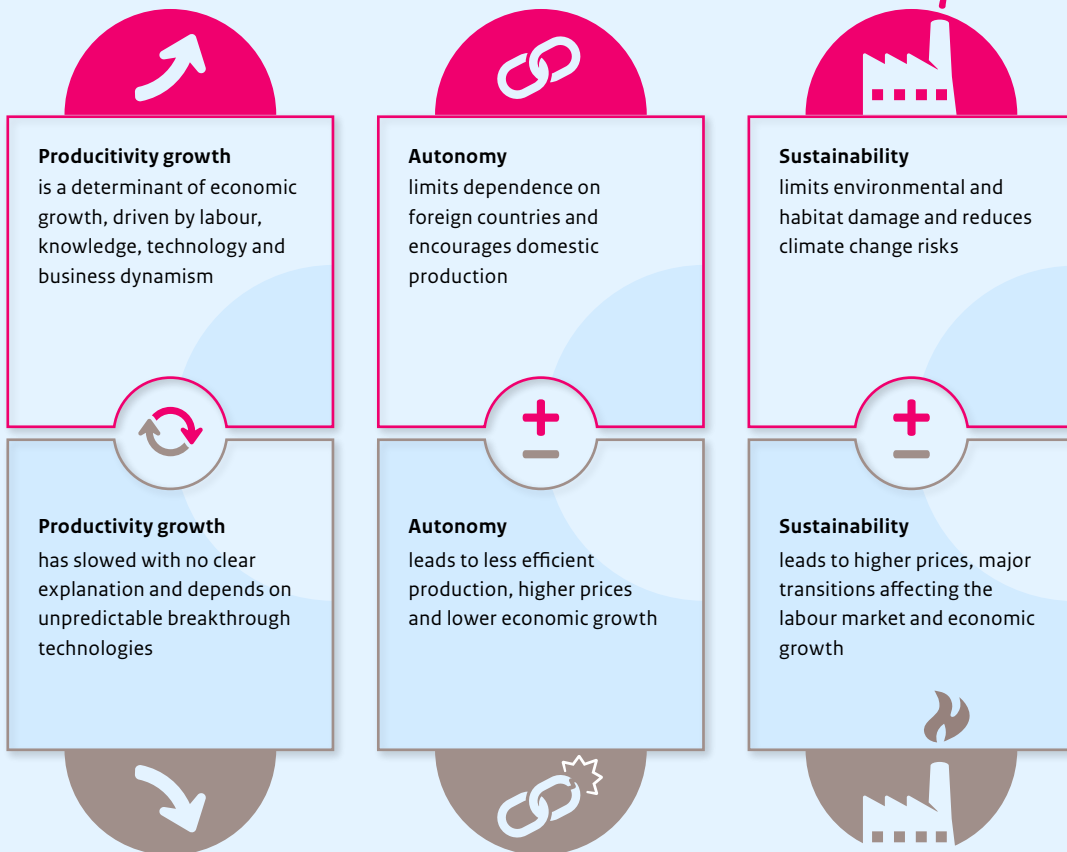 Producitivity growth
is a determinant of economic
growth, driven by labour,
knowledge, technology and
business dynamism
Autonomy
limits dependence on
foreign countries and
encourages domestic
production
Sustainability
limits environmental and
habitat damage and reduces
climate change risks
Productivity growth
has slowed with no clear
explanation and depends on
unpredictable breakthrough
technologies
Autonomy
leads to less efficient
production, higher prices
and lower economic growth
Sustainability
leads to higher prices, major
transitions affecting the
labour market and economic
growth